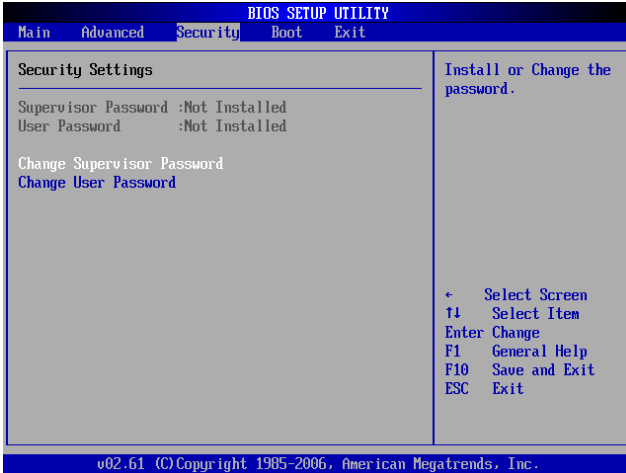 BIOS SETUP UTILITY
Main Advanced Security Boot Exit
Security Settings
Supervisor Password :Not Installed
User Password :Not Installed
Change Supervisor Password
Change User Password
Install or Change the
password.
← Select Screen
↑↓ Select Item
Enter Change
F1 General Help
F10 Save and Exit
ESC Exit
v02.61 (C)Copyright 1985-2006, American Megatrends, Inc.